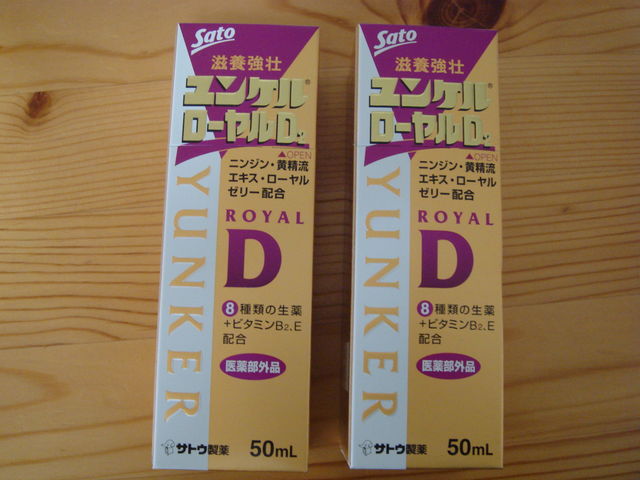 Sato
滋養強壮
ユンケル®
ローヤルD2
▲OPEN
ニンジン・黄精流
エキス・ローヤル
ゼリー配合
ROYAL
D
8種類の生薬
+ビタミンB2、E
配合
医薬部外品
YUNKER
サトウ製薬 50mL
Sato
滋養強壮
ユンケル®
ローヤルD2
▲OPEN
ニンジン・黄精流
エキス・ローヤル
ゼリー配合
ROYAL
D
8種類の生薬
+ビタミンB2、E
配合
医薬部外品
YUNKER
サトウ製薬 50mL